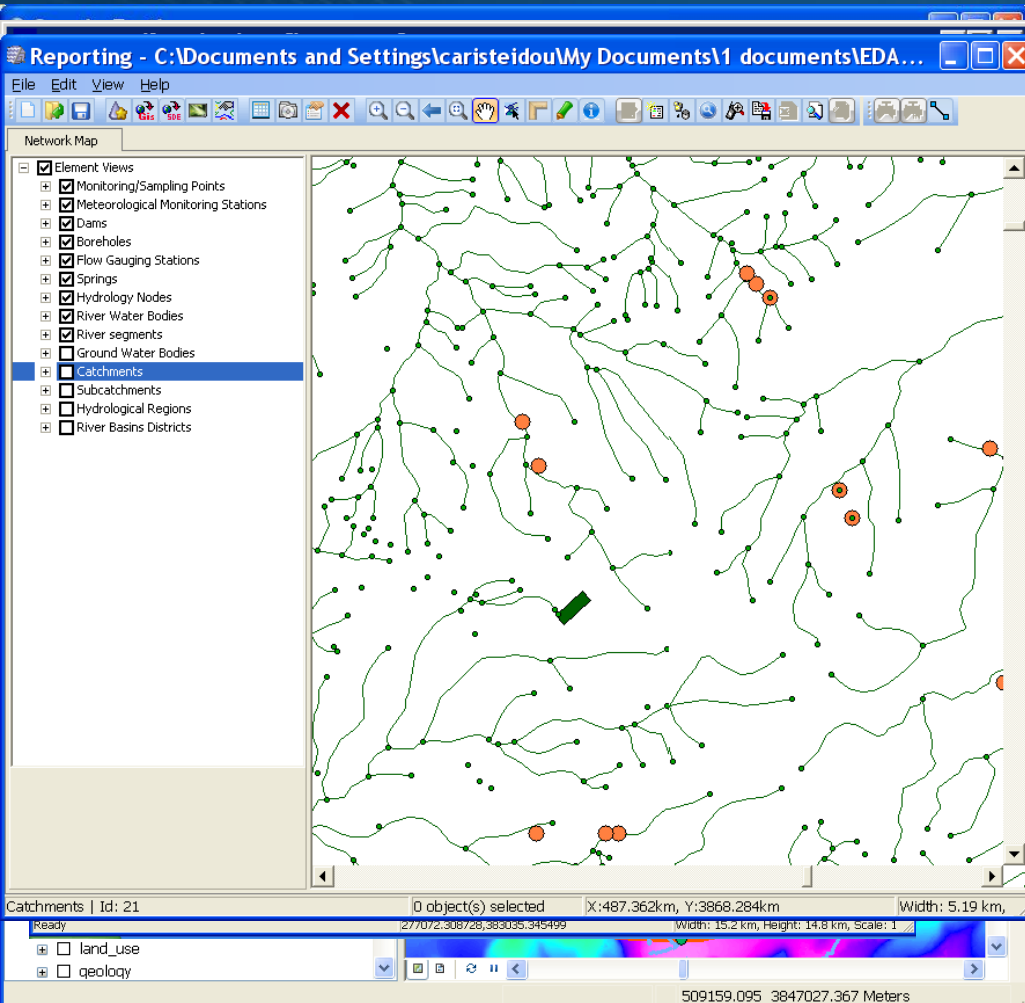 Reporting - C:\Documents and Settings\caristeidou\My Documents\1 documents\EDA...
File Edit View Help
Gis SDE
Network Map
Element Views
Monitoring/Sampling Points
Meteorological Monitoring Stations
Dams
Boreholes
Flow Gauging Stations
Springs
Hydrology Nodes
River Water Bodies
River segments
Ground Water Bodies
Catchments
Subcatchments
Hydrological Regions
River Basins Districts
Catchments | Id: 21 0 object(s) selected X:487.362km, Y:3868.284km Width: 5.19 km,
Ready 277072.308728,383035.345499 Width: 15.2 km, Height: 14.8 km, Scale: 1
land_use
geology
509159.095 3847027.367 Meters